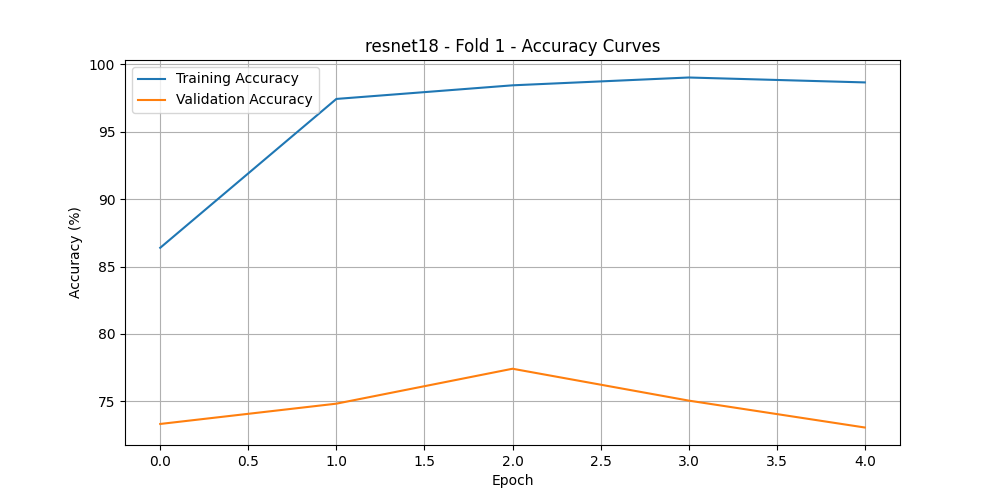 resnet18 - Fold 1 - Accuracy Curves
Training Accuracy
Validation Accuracy
100
95
90
85
80
75
Accuracy (%)
0.0 0.5 1.0 1.5 2.0 2.5 3.0 3.5 4.0
Epoch